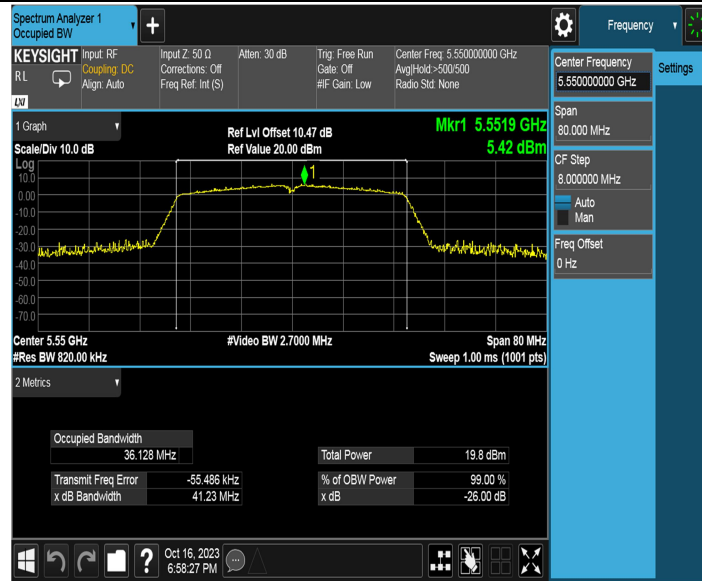 Spectrum Analyzer 1
Occupied BW
Frequency
KEYSIGHT
RL
LXI
Input: RF
Coupling: DC
Align: Auto
Input Z: 50 Ω
Corrections: Off
Freq Ref: Int (S)
Atten: 30 dB
Trig: Free Run
Gate: Off
#IF Gain: Low
Center Freq: 5.550000000 GHz
Avg|Hold:>500/500
Radio Std: None
Center Frequency
5.550000000 GHz
Settings
Span
80.000 MHz
CF Step
8.000000 MHz
Auto
Man
Freq Offset
0 Hz
1 Graph
Scale/Div 10.0 dB
Ref Lvl Offset 10.47 dB
Ref Value 20.00 dBm
Mkr1 5.5519 GHz
5.42 dBm
Log
10.0
0.00
-10.0
-20.0
-30.0
-40.0
-50.0
-60.0
-70.0
1
Center 5.55 GHz
#Res BW 820.00 kHz
#Video BW 2.7000 MHz
Span 80 MHz
Sweep 1.00 ms (1001 pts)
2 Metrics
Occupied Bandwidth
36.128 MHz
Transmit Freq Error -55.486 kHz
x dB Bandwidth 41.23 MHz
Total Power 19.8 dBm
% of OBW Power 99.00 %
x dB -26.00 dB
?
Oct 16, 2023
6:58:27 PM